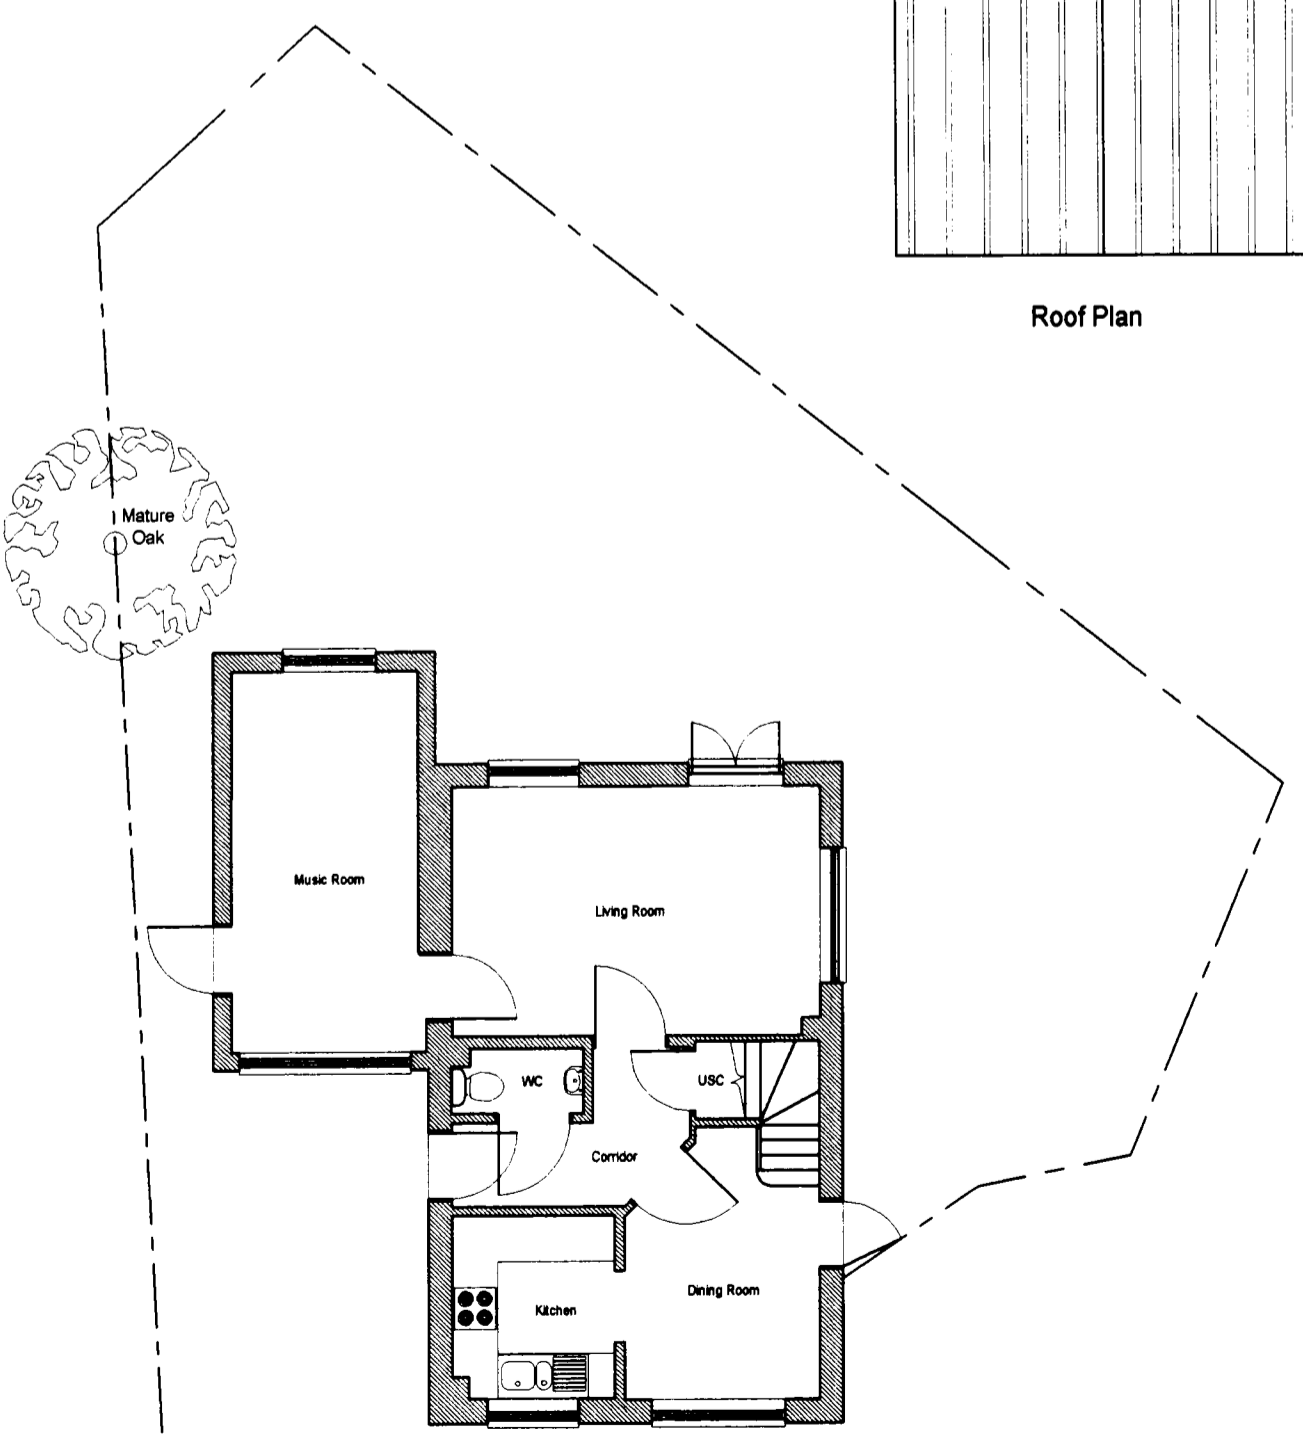 Roof Plan
Mature
Oak
Music Room
Living Room
WC
USC
Corridor
Dining Room
Kitchen